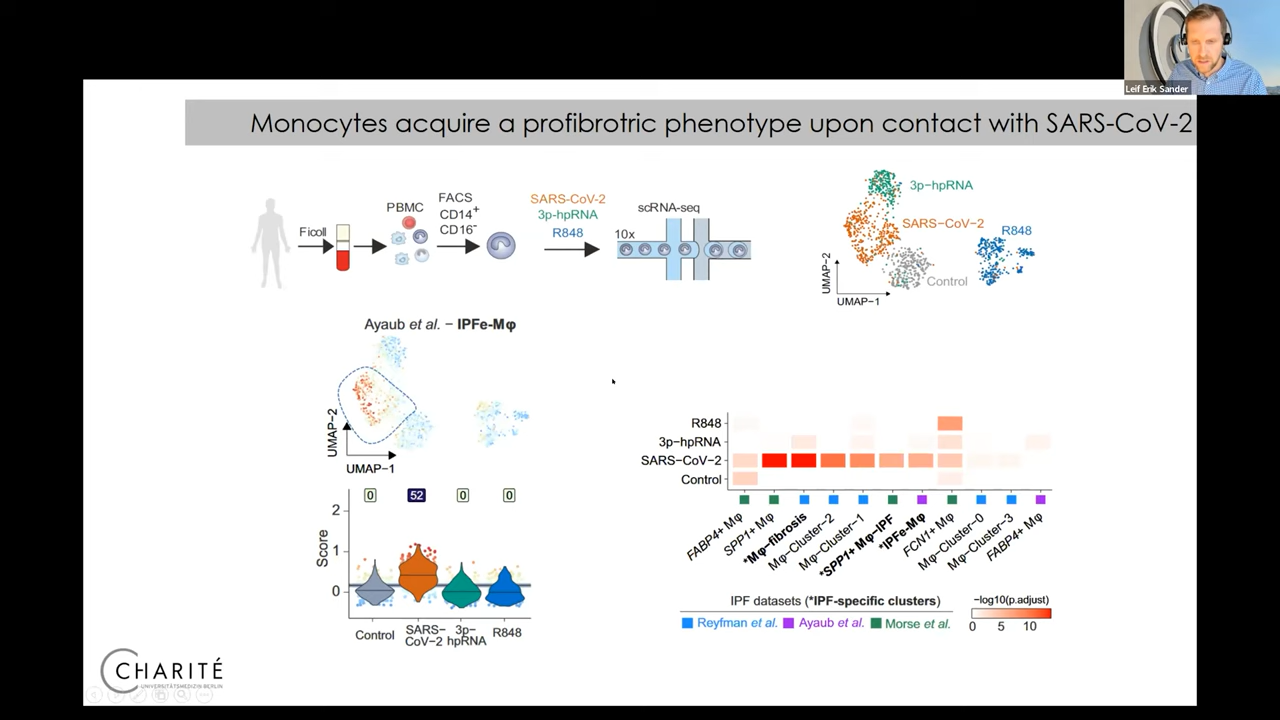 Leif Erik Sander
Monocytes acquire a profibrotric phenotype upon contact with SARS-CoV-2
Ficoll
PBMC
FACS
CD14+
CD16-
SARS-CoV-2
3p-hpRNA
R848
scRNA-seq
10x
3p-hpRNA
SARS-CoV-2
R848
Control
UMAP-2
UMAP-1
Ayaub et al. - IPFe-Mφ
UMAP-2
UMAP-1
0 52 0 0
Score
2
1
0
Control
SARS-
CoV-2
3p-
hpRNA
R848
R848
3p-hpRNA
SARS-CoV-2
Control
FABP4+ Mφ
SPP1+ Mφ
*Mφ-fibrosis
Mφ-Cluster-2
Mφ-Cluster-1
*SPP1+ Mφ-IPF
*IPFe-Mφ
FCN1+ Mφ
Mφ-Cluster-0
Mφ-Cluster-3
FABP4+ Mφ
IPF datasets (*IPF-specific clusters)
Reyfman et al. Ayaub et al. Morse et al.
-log10(p.adjust)
0 5 10
CHARITÉ
UNIVERSITÄTSMEDIZIN BERLIN